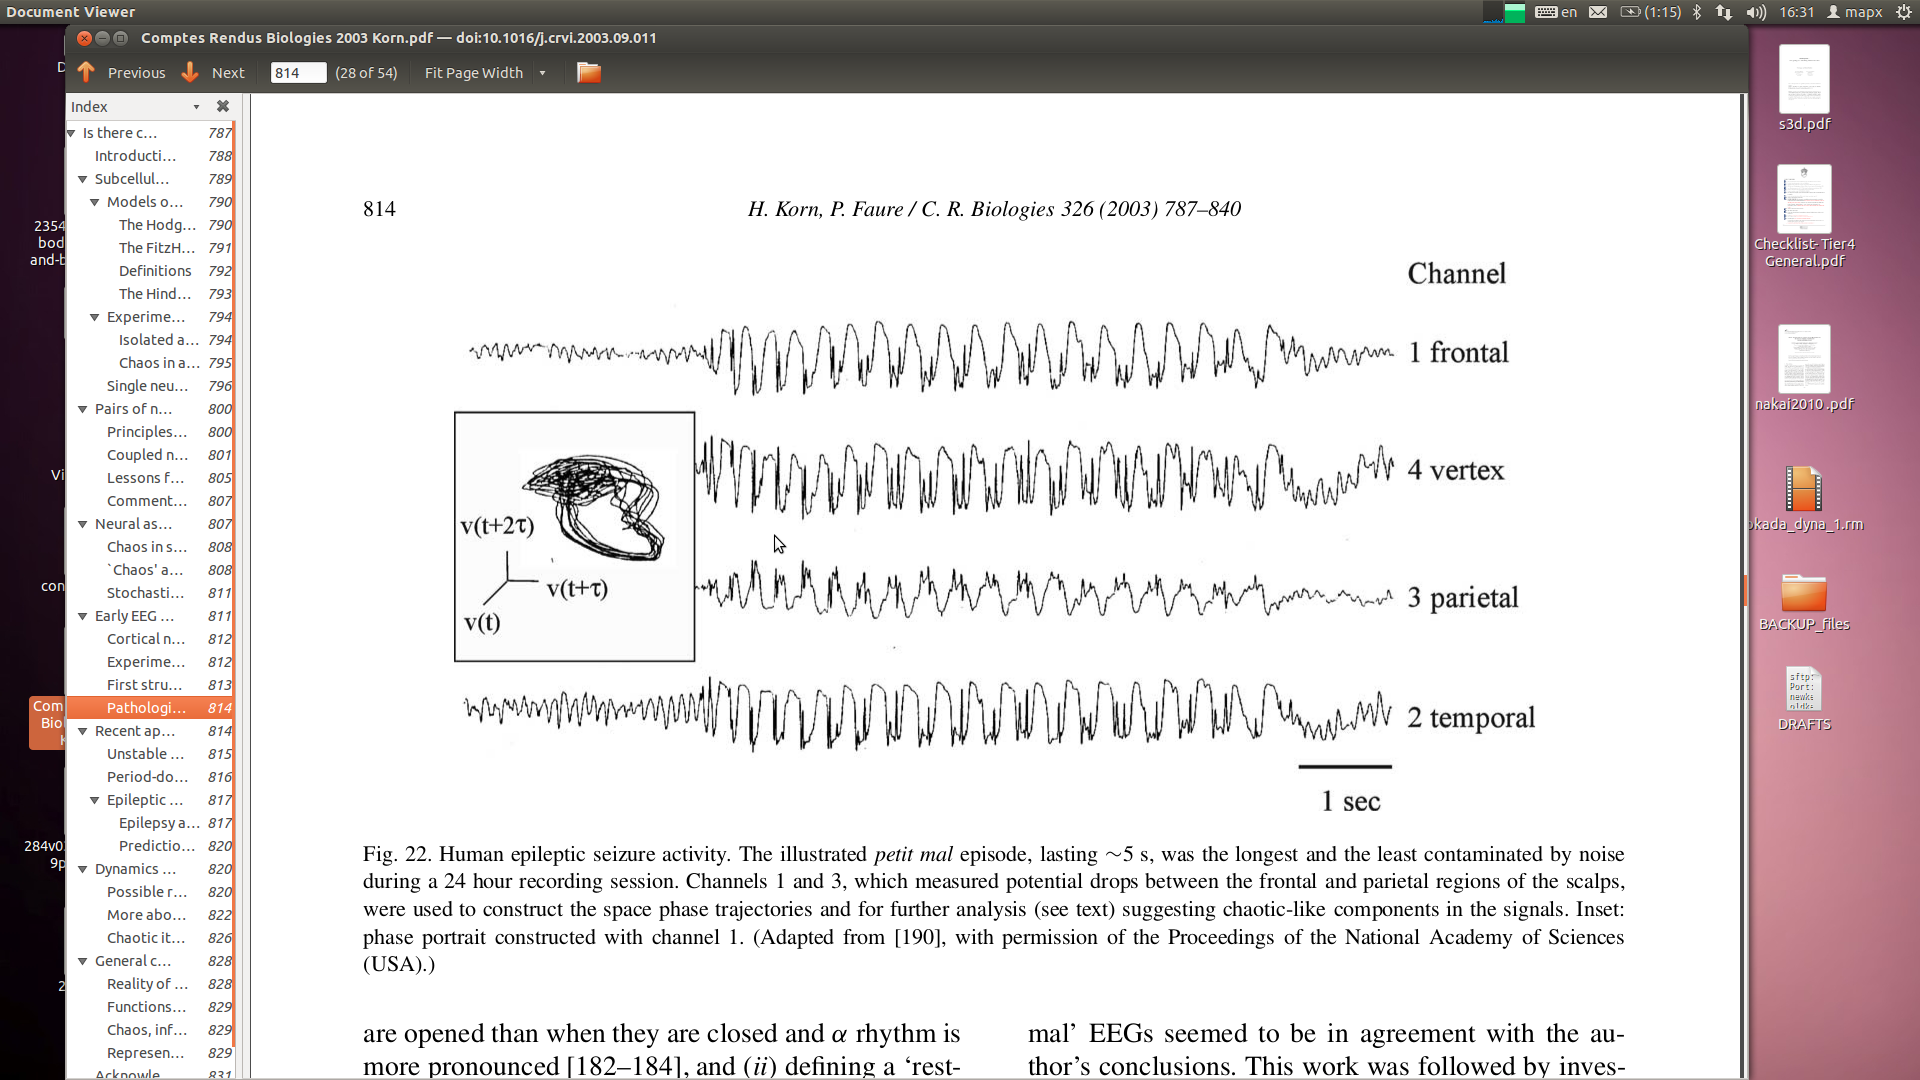 Document Viewer
en
(1:15)
16:31
mapx
Comptes Rendus Biologies 2003 Korn.pdf — doi:10.1016/j.crvi.2003.09.011
Previous
Next
814
(28 of 54)
Fit Page Width
Index
Is there c... 787
Introducti... 788
Subcellul... 789
Models o... 790
The Hodg... 790
The FitzH... 791
Definitions 792
The Hind... 793
Experime... 794
Isolated a... 794
Chaos in a... 795
Single neu... 796
Pairs of n... 800
Principles... 800
Coupled n... 801
Lessons f... 805
Comment... 807
Neural as... 807
Chaos in s... 808
`Chaos' a... 808
Stochasti... 811
Early EEG ... 811
Cortical n... 812
Experime... 812
First stru... 813
Pathologi... 814
Recent ap... 814
Unstable ... 815
Period-do... 816
Epileptic ... 817
Epilepsy a... 817
Predictio... 820
Dynamics ... 820
Possible r... 820
More abo... 822
Chaotic it... 826
General c... 828
Reality of ... 828
Functions... 829
Chaos, inf... 829
Represen... 829
Acknowle... 831
D
2354
bod
and-b
Vi
con
Com
Bio
K
284v0
9p
2
814
H. Korn, P. Faure / C. R. Biologies 326 (2003) 787–840
Channel
1 frontal
4 vertex
v(t+2τ)
v(t+τ)
v(t)
3 parietal
2 temporal
1 sec
Fig. 22. Human epileptic seizure activity. The illustrated petit mal episode, lasting ∼5 s, was the longest and the least contaminated by noise
during a 24 hour recording session. Channels 1 and 3, which measured potential drops between the frontal and parietal regions of the scalps,
were used to construct the space phase trajectories and for further analysis (see text) suggesting chaotic-like components in the signals. Inset:
phase portrait constructed with channel 1. (Adapted from [190], with permission of the Proceedings of the National Academy of Sciences
(USA).)
are opened than when they are closed and α rhythm is
more pronounced [182–184], and (ii) defining a ‘rest-
mal’ EEGs seemed to be in agreement with the au-
thor’s conclusions. This work was followed by inves-
s3d.pdf
Checklist-Tier4
General.pdf
nakai2010 .pdf
okada_dyna_1.rm
BACKUP_files
sftp:
Port:
newke
DRAFTS